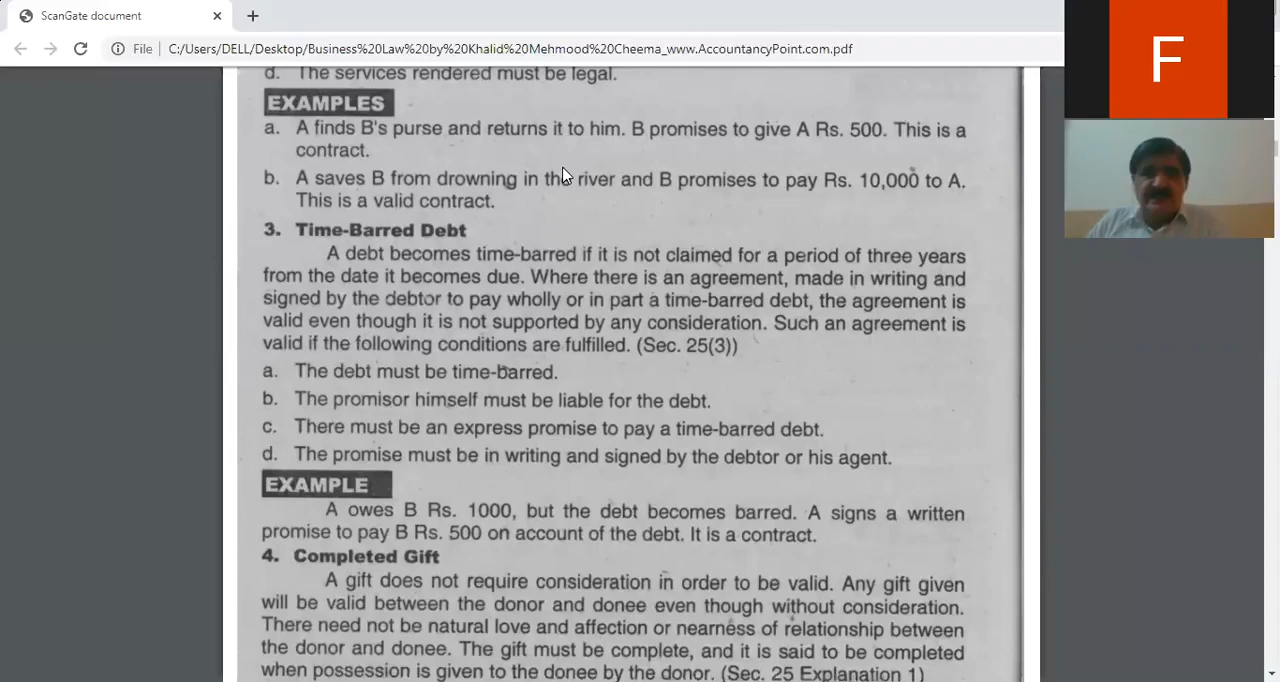 ScanGate document
File
C:/Users/DELL/Desktop/Business%20Law%20by%20Khalid%20Mehmood%20Cheema_www.AccountancyPoint.com.pdf
F
d. The services rendered must be legal.
EXAMPLES
a. A finds B's purse and returns it to him. B promises to give A Rs. 500. This is a
contract.
b. A saves B from drowning in the river and B promises to pay Rs. 10,000 to A.
This is a valid contract.
3. Time-Barred Debt
A debt becomes time-barred if it is not claimed for a period of three years
from the date it becomes due. Where there is an agreement, made in writing and
signed by the debtor to pay wholly or in part a time-barred debt, the agreement is
valid even though it is not supported by any consideration. Such an agreement is
valid if the following conditions are fulfilled. (Sec. 25(3))
a. The debt must be time-barred.
b. The promisor himself must be liable for the debt.
c. There must be an express promise to pay a time-barred debt.
d. The promise must be in writing and signed by the debtor or his agent.
EXAMPLE
A owes B Rs. 1000, but the debt becomes barred. A signs a written
promise to pay B Rs. 500 on account of the debt. It is a contract.
4. Completed Gift
A gift does not require consideration in order to be valid. Any gift given
will be valid between the donor and donee even though without consideration.
There need not be natural love and affection or nearness of relationship between
the donor and donee. The gift must be complete, and it is said to be completed
when possession is given to the donee by the donor. (Sec. 25 Explanation 1)